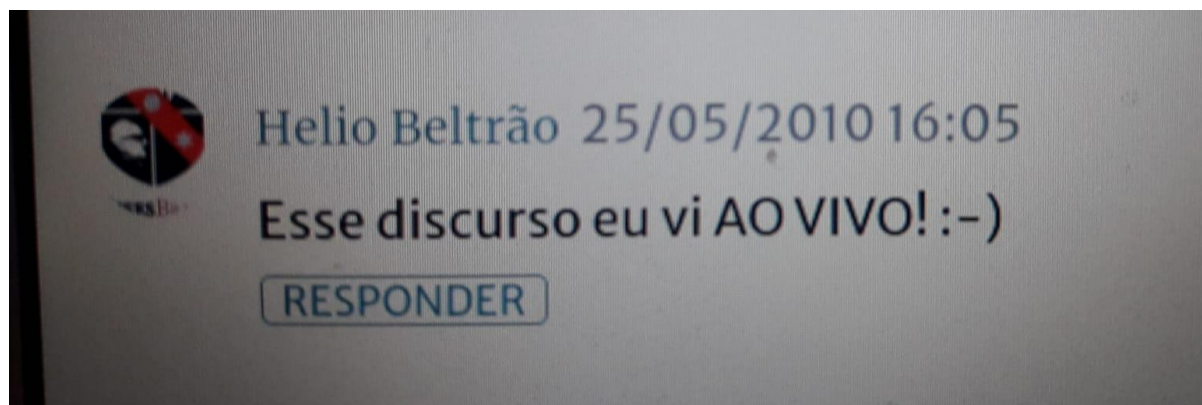 Helio Beltrão 25/05/2010 16:05
Esse discurso eu vi AO VIVO! :-)
RESPONDER